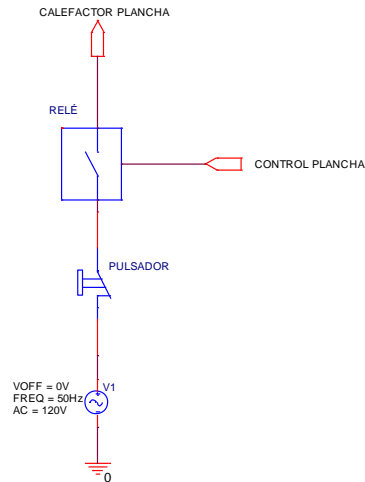 CALEFACTOR PLANCHA
RELÉ
CONTROL PLANCHA
PULSADOR
VOFF = 0V
FREQ = 50Hz
AC = 120V
V1
0